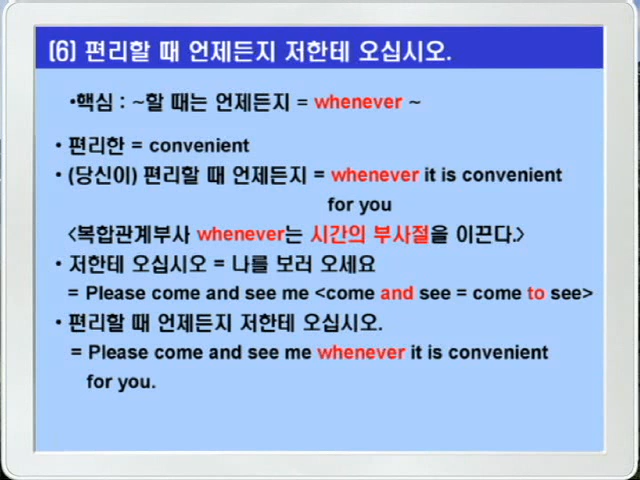 (6) 편리할 때 언제든지 저한테 오십시오.
•핵심 : ~할 때는 언제든지 = whenever ~
• 편리한 = convenient
• (당신이) 편리할 때 언제든지 = whenever it is convenient
for you
<복합관계부사 whenever는 시간의 부사절을 이끈다.>
• 저한테 오십시오 = 나를 보러 오세요
= Please come and see me <come and see = come to see>
• 편리할 때 언제든지 저한테 오십시오.
= Please come and see me whenever it is convenient
for you.